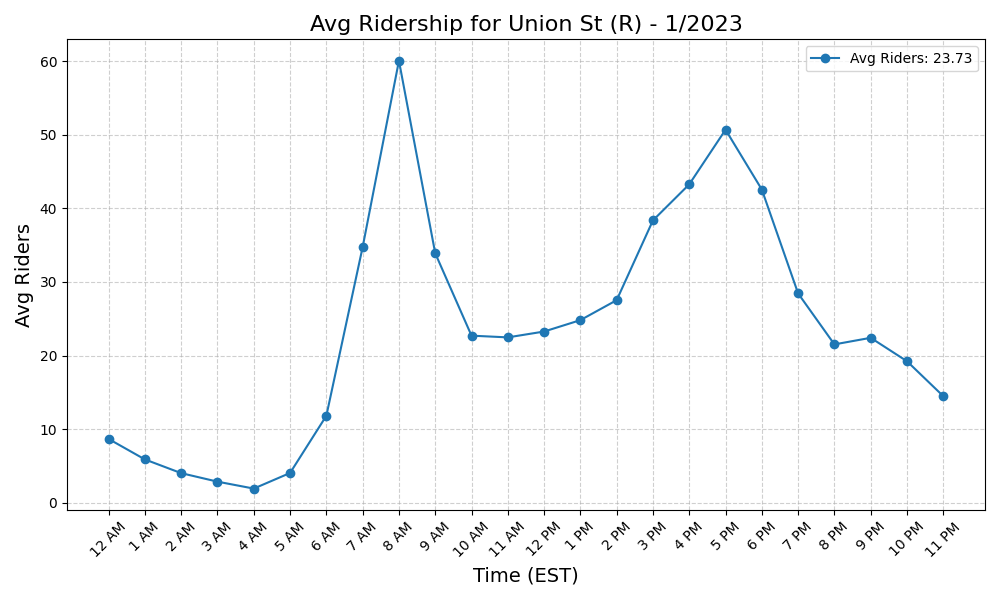 Avg Ridership for Union St (R) - 1/2023
Avg Riders: 23.73
Avg Riders
60
50
40
30
20
10
0
12 AM
1 AM
2 AM
3 AM
4 AM
5 AM
6 AM
7 AM
8 AM
9 AM
10 AM
11 AM
12 PM
1 PM
2 PM
3 PM
4 PM
5 PM
6 PM
7 PM
8 PM
9 PM
10 PM
11 PM
Time (EST)